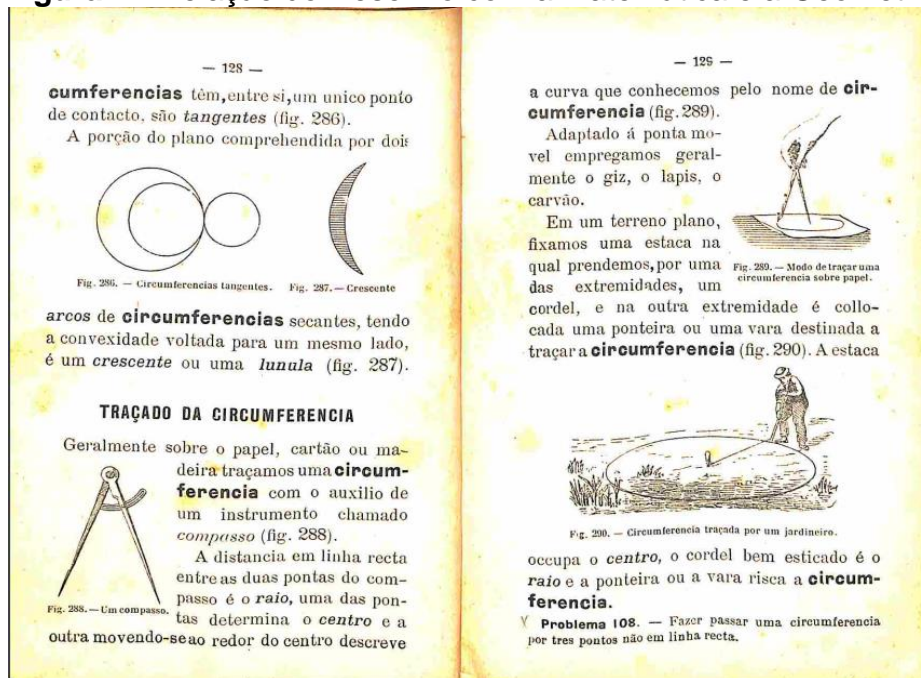 — 128 —
cumferencias têm, entre si, um unico ponto
de contacto, são tangentes (fig. 286).
A porção do plano comprehendida por dois
Fig. 286. — Circumferencias tangentes.
Fig. 287. — Crescente
arcos de circumferencias secantes, tendo
a convexidade voltada para um mesmo lado,
é um crescente ou uma lunula (fig. 287).
TRAÇADO DA CIRCUMFERENCIA
Geralmente sobre o papel, cartão ou ma-
deira traçamos uma circum-
ferencia com o auxilio de
um instrumento chamado
compasso (fig. 288).
A distancia em linha recta
entre as duas pontas do com-
passo é o raio, uma das pon-
tas determina o centro e a
Fig. 288. — Um compasso.
outra movendo-se ao redor do centro descreve
— 129 —
a curva que conhecemos pelo nome de cir-
cumferencia (fig. 289).
Adaptado á ponta mo-
vel empregamos geral-
mente o giz, o lapis, o
carvão.
Em um terreno plano,
fixamos uma estaca na
qual prendemos, por uma
das extremidades, um
Fig. 289. — Modo de traçar uma
circumferencia sobre papel.
cordel, e na outra extremidade é collo-
cada uma ponteira ou uma vara destinada a
traçar a circumferencia (fig. 290). A estaca
Fig. 290. — Circumferencia traçada por um jardineiro.
occupa o centro, o cordel bem esticado é o
raio e a ponteira ou a vara risca a circum-
ferencia.
Problema 108. — Fazer passar uma circumferencia
por tres pontos não em linha recta.